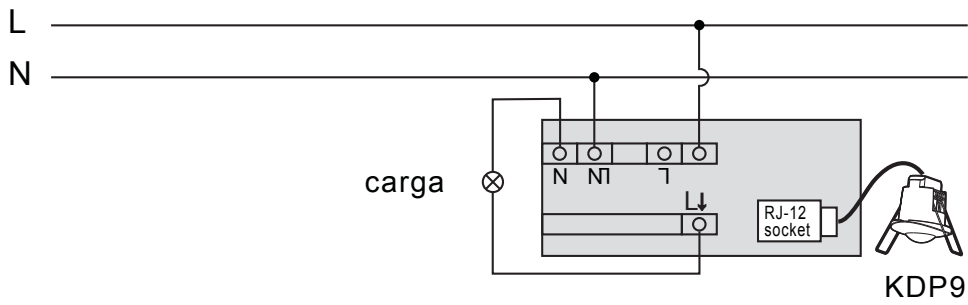 L
N
N N L
L↓
carga
RJ-12
socket
KDP9